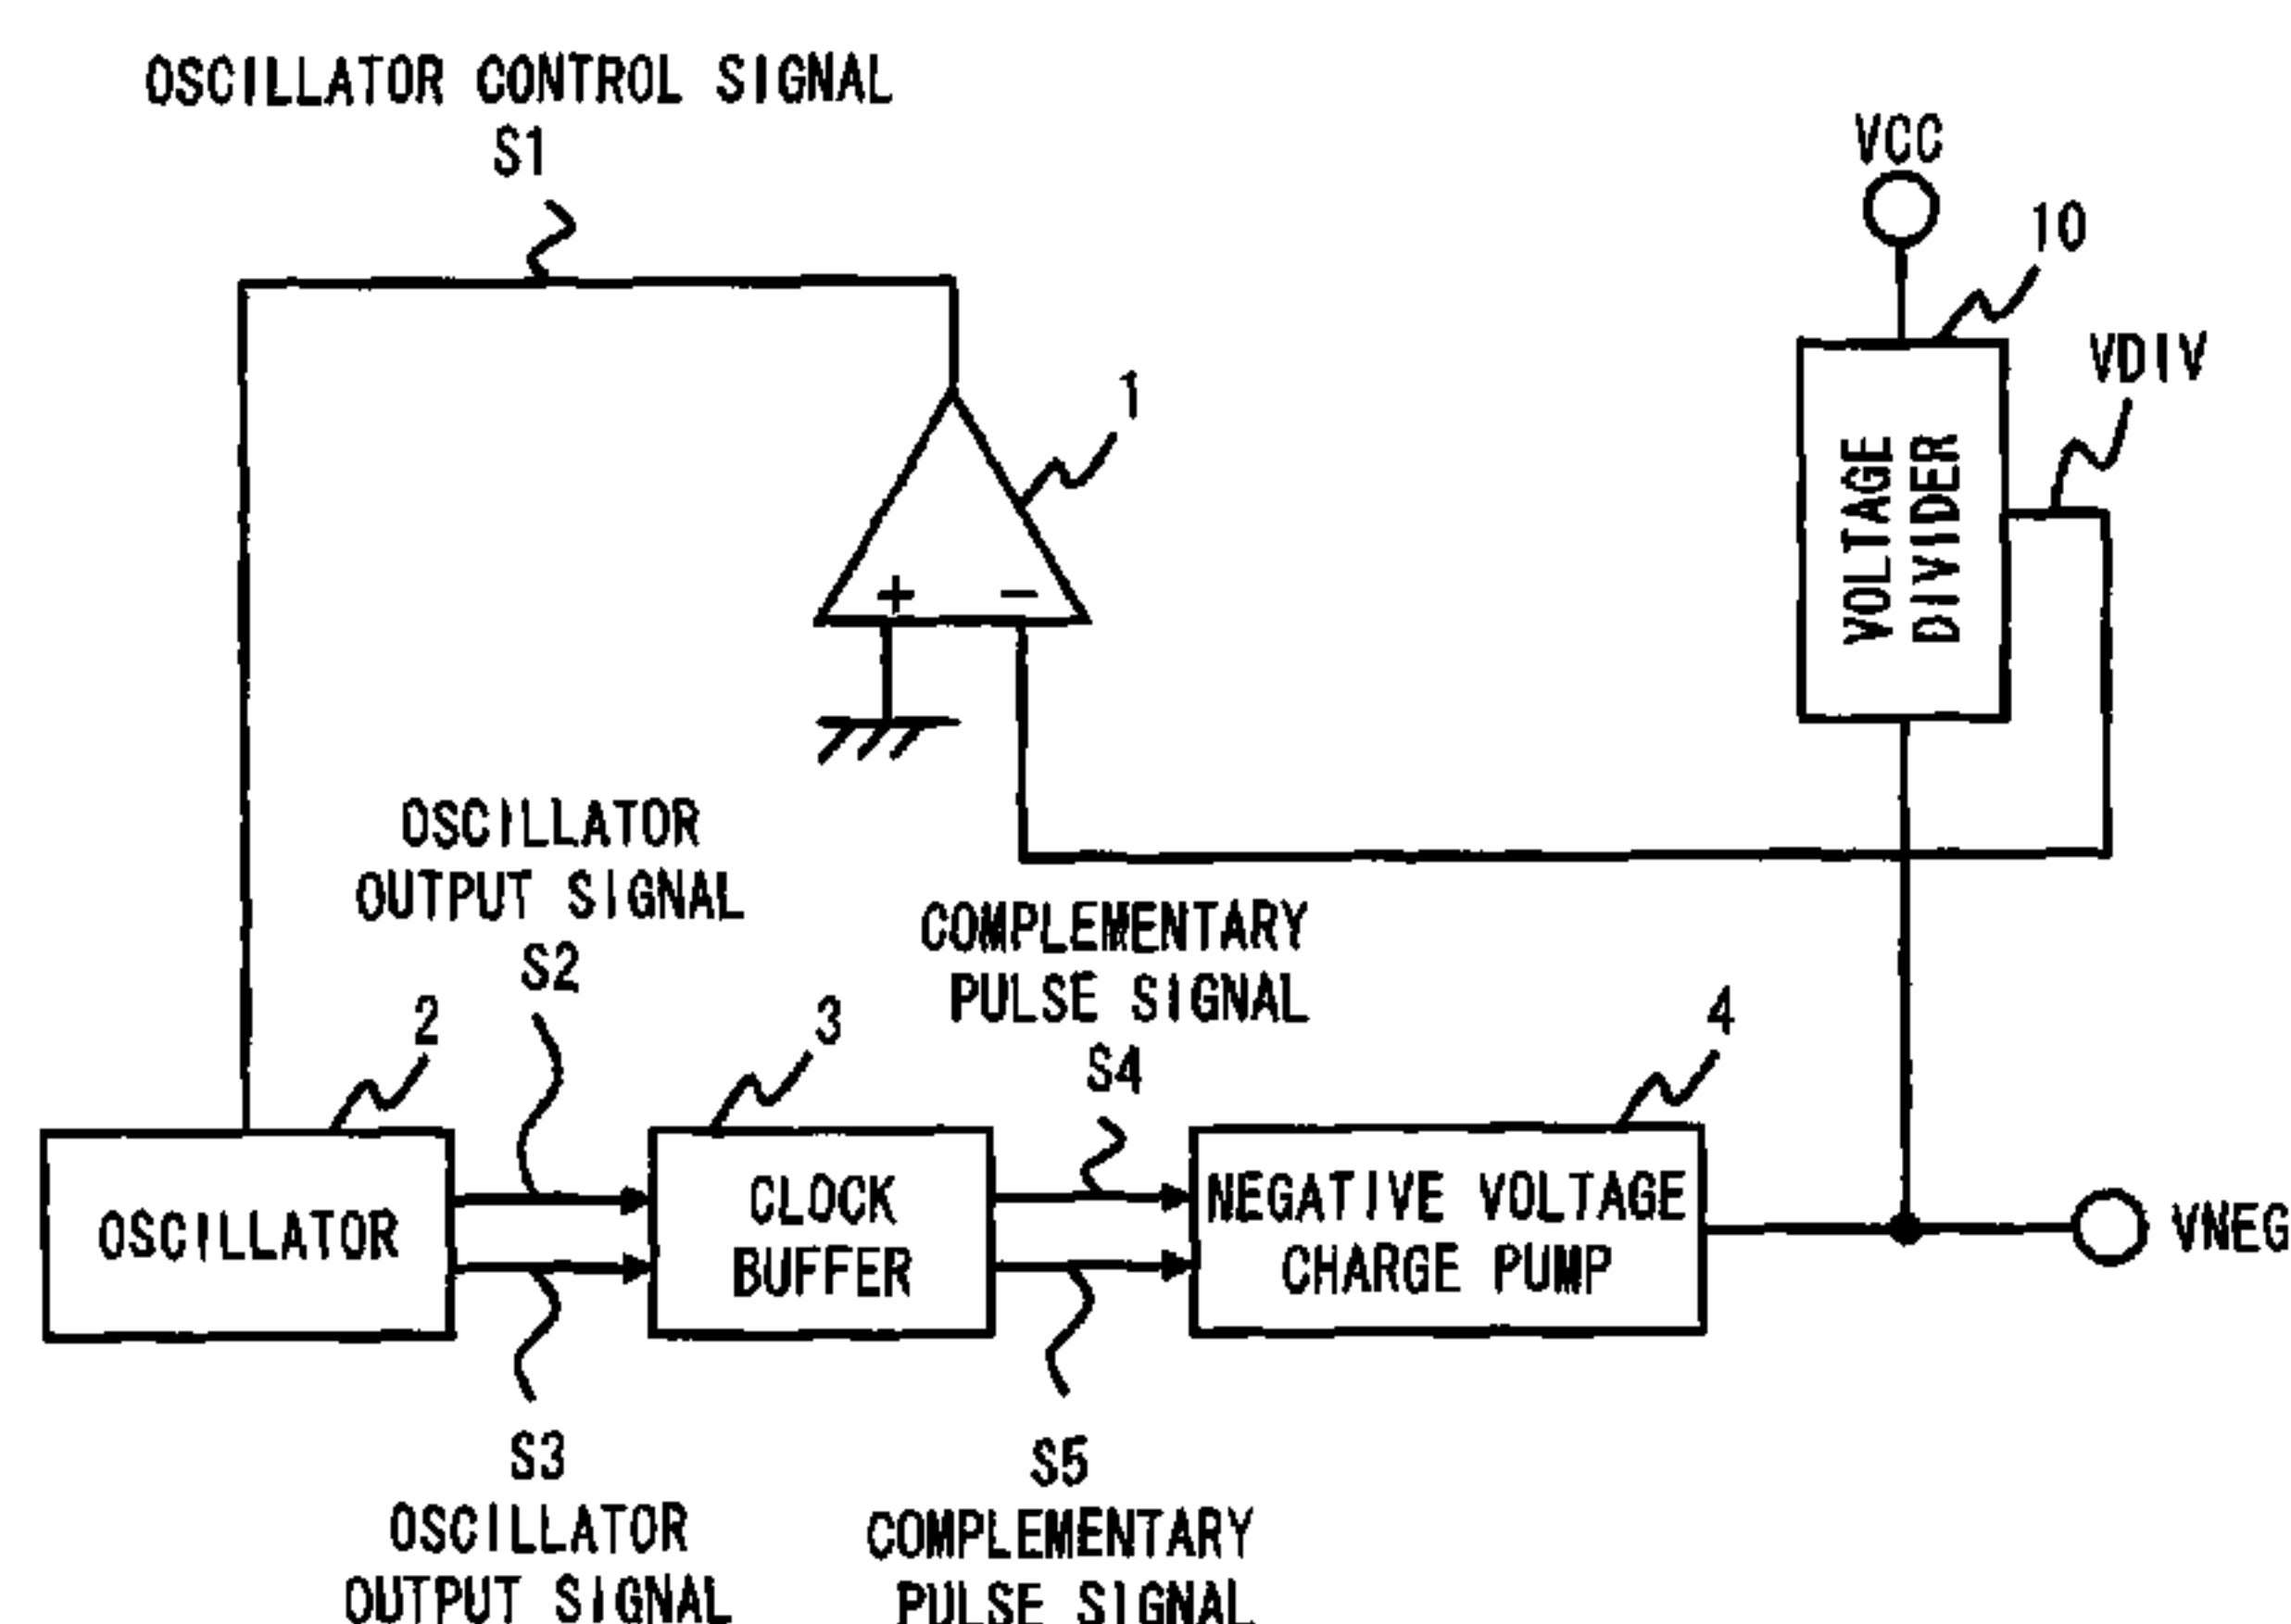 OSCILLATOR CONTROL SIGNAL
S1
VCC
10
VDIV
1
VOLTAGE
DIVIDER
+
−
OSCILLATOR
OUTPUT SIGNAL
S2
COMPLEMENTARY
PULSE SIGNAL
S4
2
3
4
OSCILLATOR
CLOCK
BUFFER
NEGATIVE VOLTAGE
CHARGE PUMP
VNEG
S3
OSCILLATOR
OUTPUT SIGNAL
S5
COMPLEMENTARY
PULSE SIGNAL